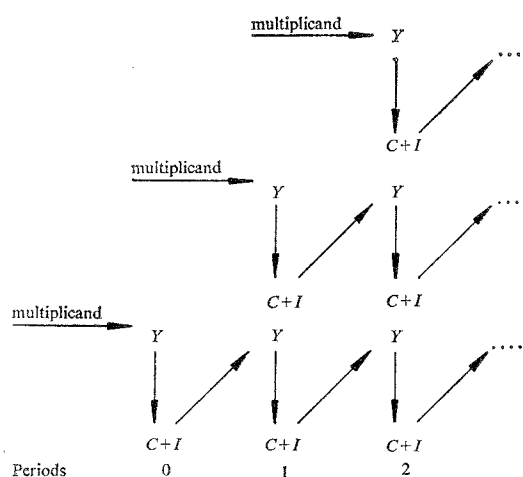 multiplicand Y ...
C+I
multiplicand Y Y ...
C+I C+I
multiplicand Y Y Y ....
C+I C+I C+I
Periods 0 1 2